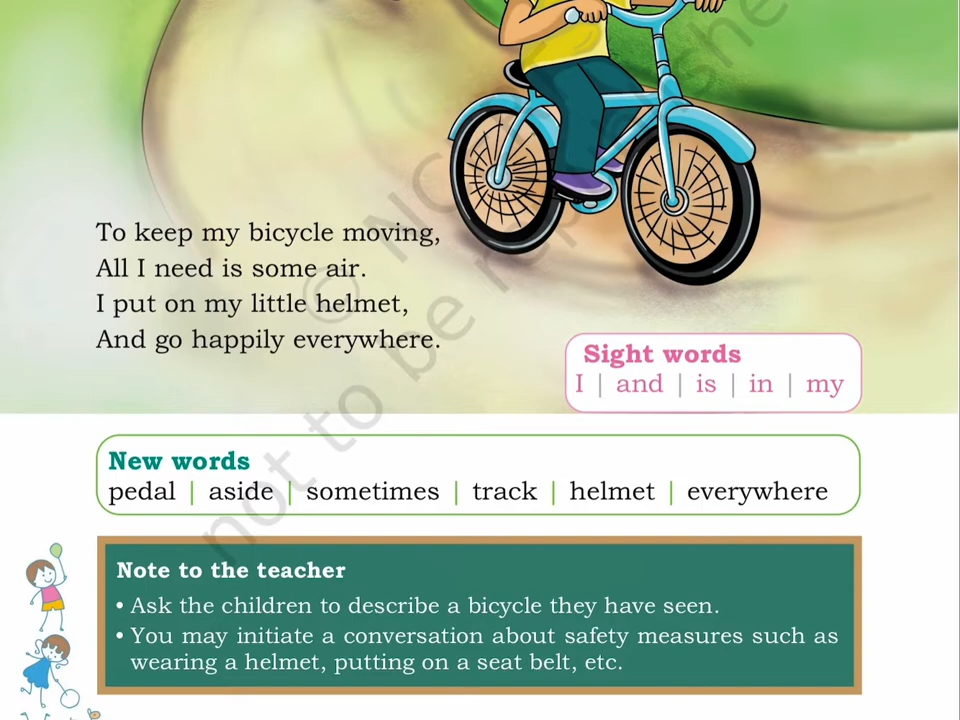 To keep my bicycle moving,
All I need is some air.
I put on my little helmet,
And go happily everywhere.
Sight words
I | and | is | in | my
New words
pedal | aside | sometimes | track | helmet | everywhere
Note to the teacher
• Ask the children to describe a bicycle they have seen.
• You may initiate a conversation about safety measures such as
wearing a helmet, putting on a seat belt, etc.
not to be